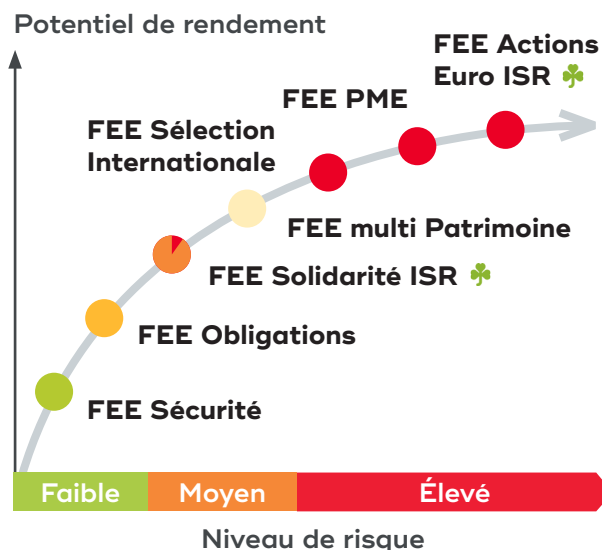 Potentiel de rendement
FEE Actions
Euro ISR
FEE PME
FEE Sélection
Internationale
FEE multi Patrimoine
FEE Solidarité ISR
FEE Obligations
FEE Sécurité
Faible
Moyen
Élevé
Niveau de risque